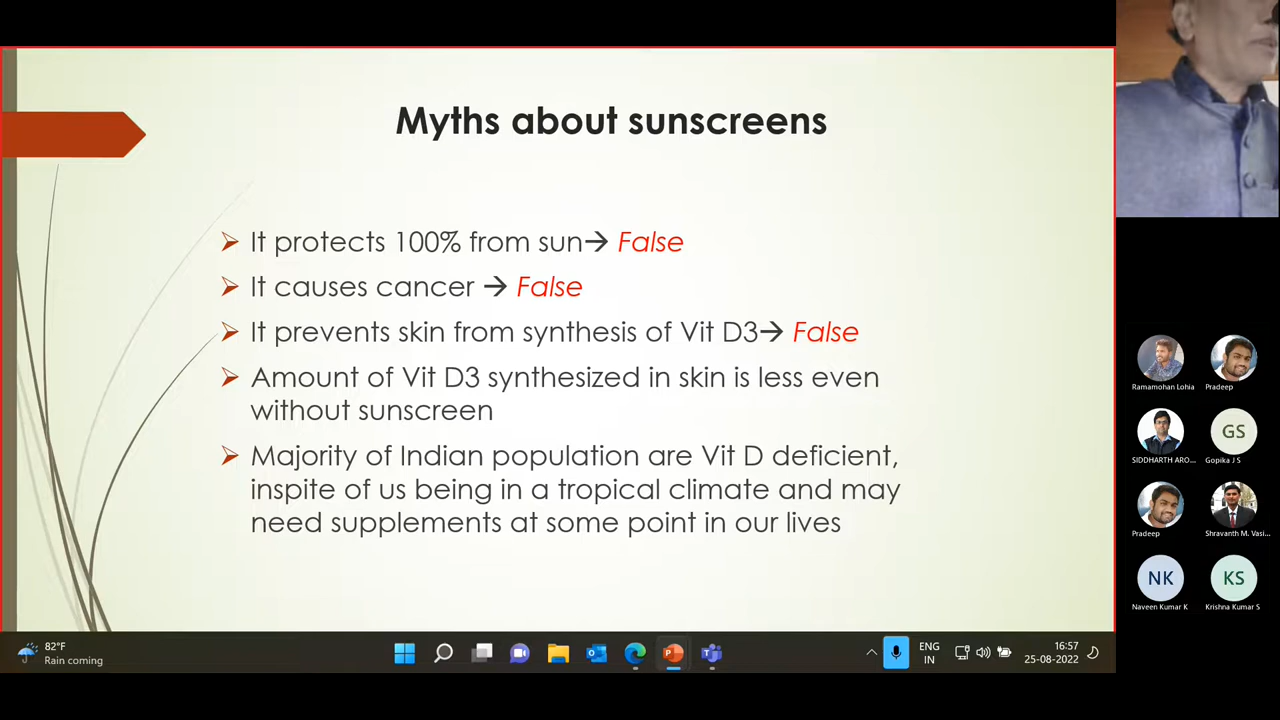 Myths about sunscreens
It protects 100% from sun→ False
It causes cancer → False
It prevents skin from synthesis of Vit D3→ False
Amount of Vit D3 synthesized in skin is less even
without sunscreen
Majority of Indian population are Vit D deficient,
inspite of us being in a tropical climate and may
need supplements at some point in our lives
Ramamohan Lohia
Pradeep
SIDDHARTH ARO...
GS
Gopika J S
Pradeep
Shravanth M. Vasi...
NK
KS
Naveen Kumar K
Krishna Kumar S
82°F
Rain coming
ENG
IN
16:57
25-08-2022